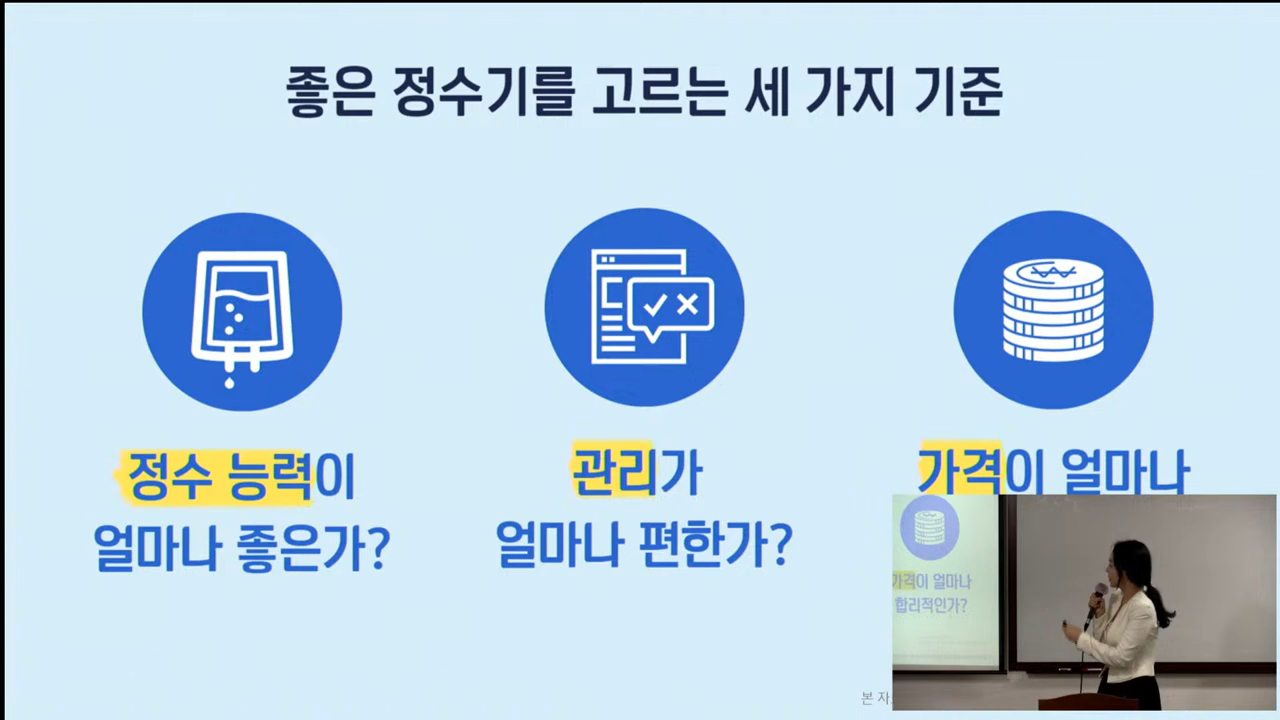 좋은 정수기를 고르는 세 가지 기준
정수 능력이
얼마나 좋은가?
관리가
얼마나 편한가?
가격이 얼마나
가격이 얼마나
합리적인가?
본 자